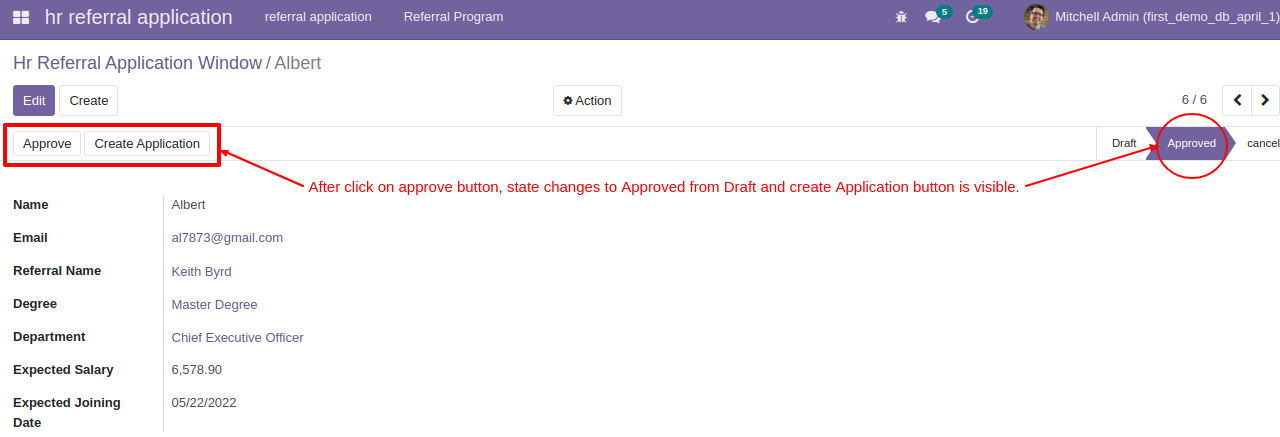 hr referral application referral application Referral Program 5 19 Mitchell Admin (first_demo_db_april_1)
Hr Referral Application Window / Albert
Edit Create Action 6 / 6
Approve Create Application Draft Approved cancel
After click on approve button, state changes to Approved from Draft and create Application button is visible.
Name Albert
Email al7873@gmail.com
Referral Name Keith Byrd
Degree Master Degree
Department Chief Executive Officer
Expected Salary 6,578.90
Expected Joining 05/22/2022
Date